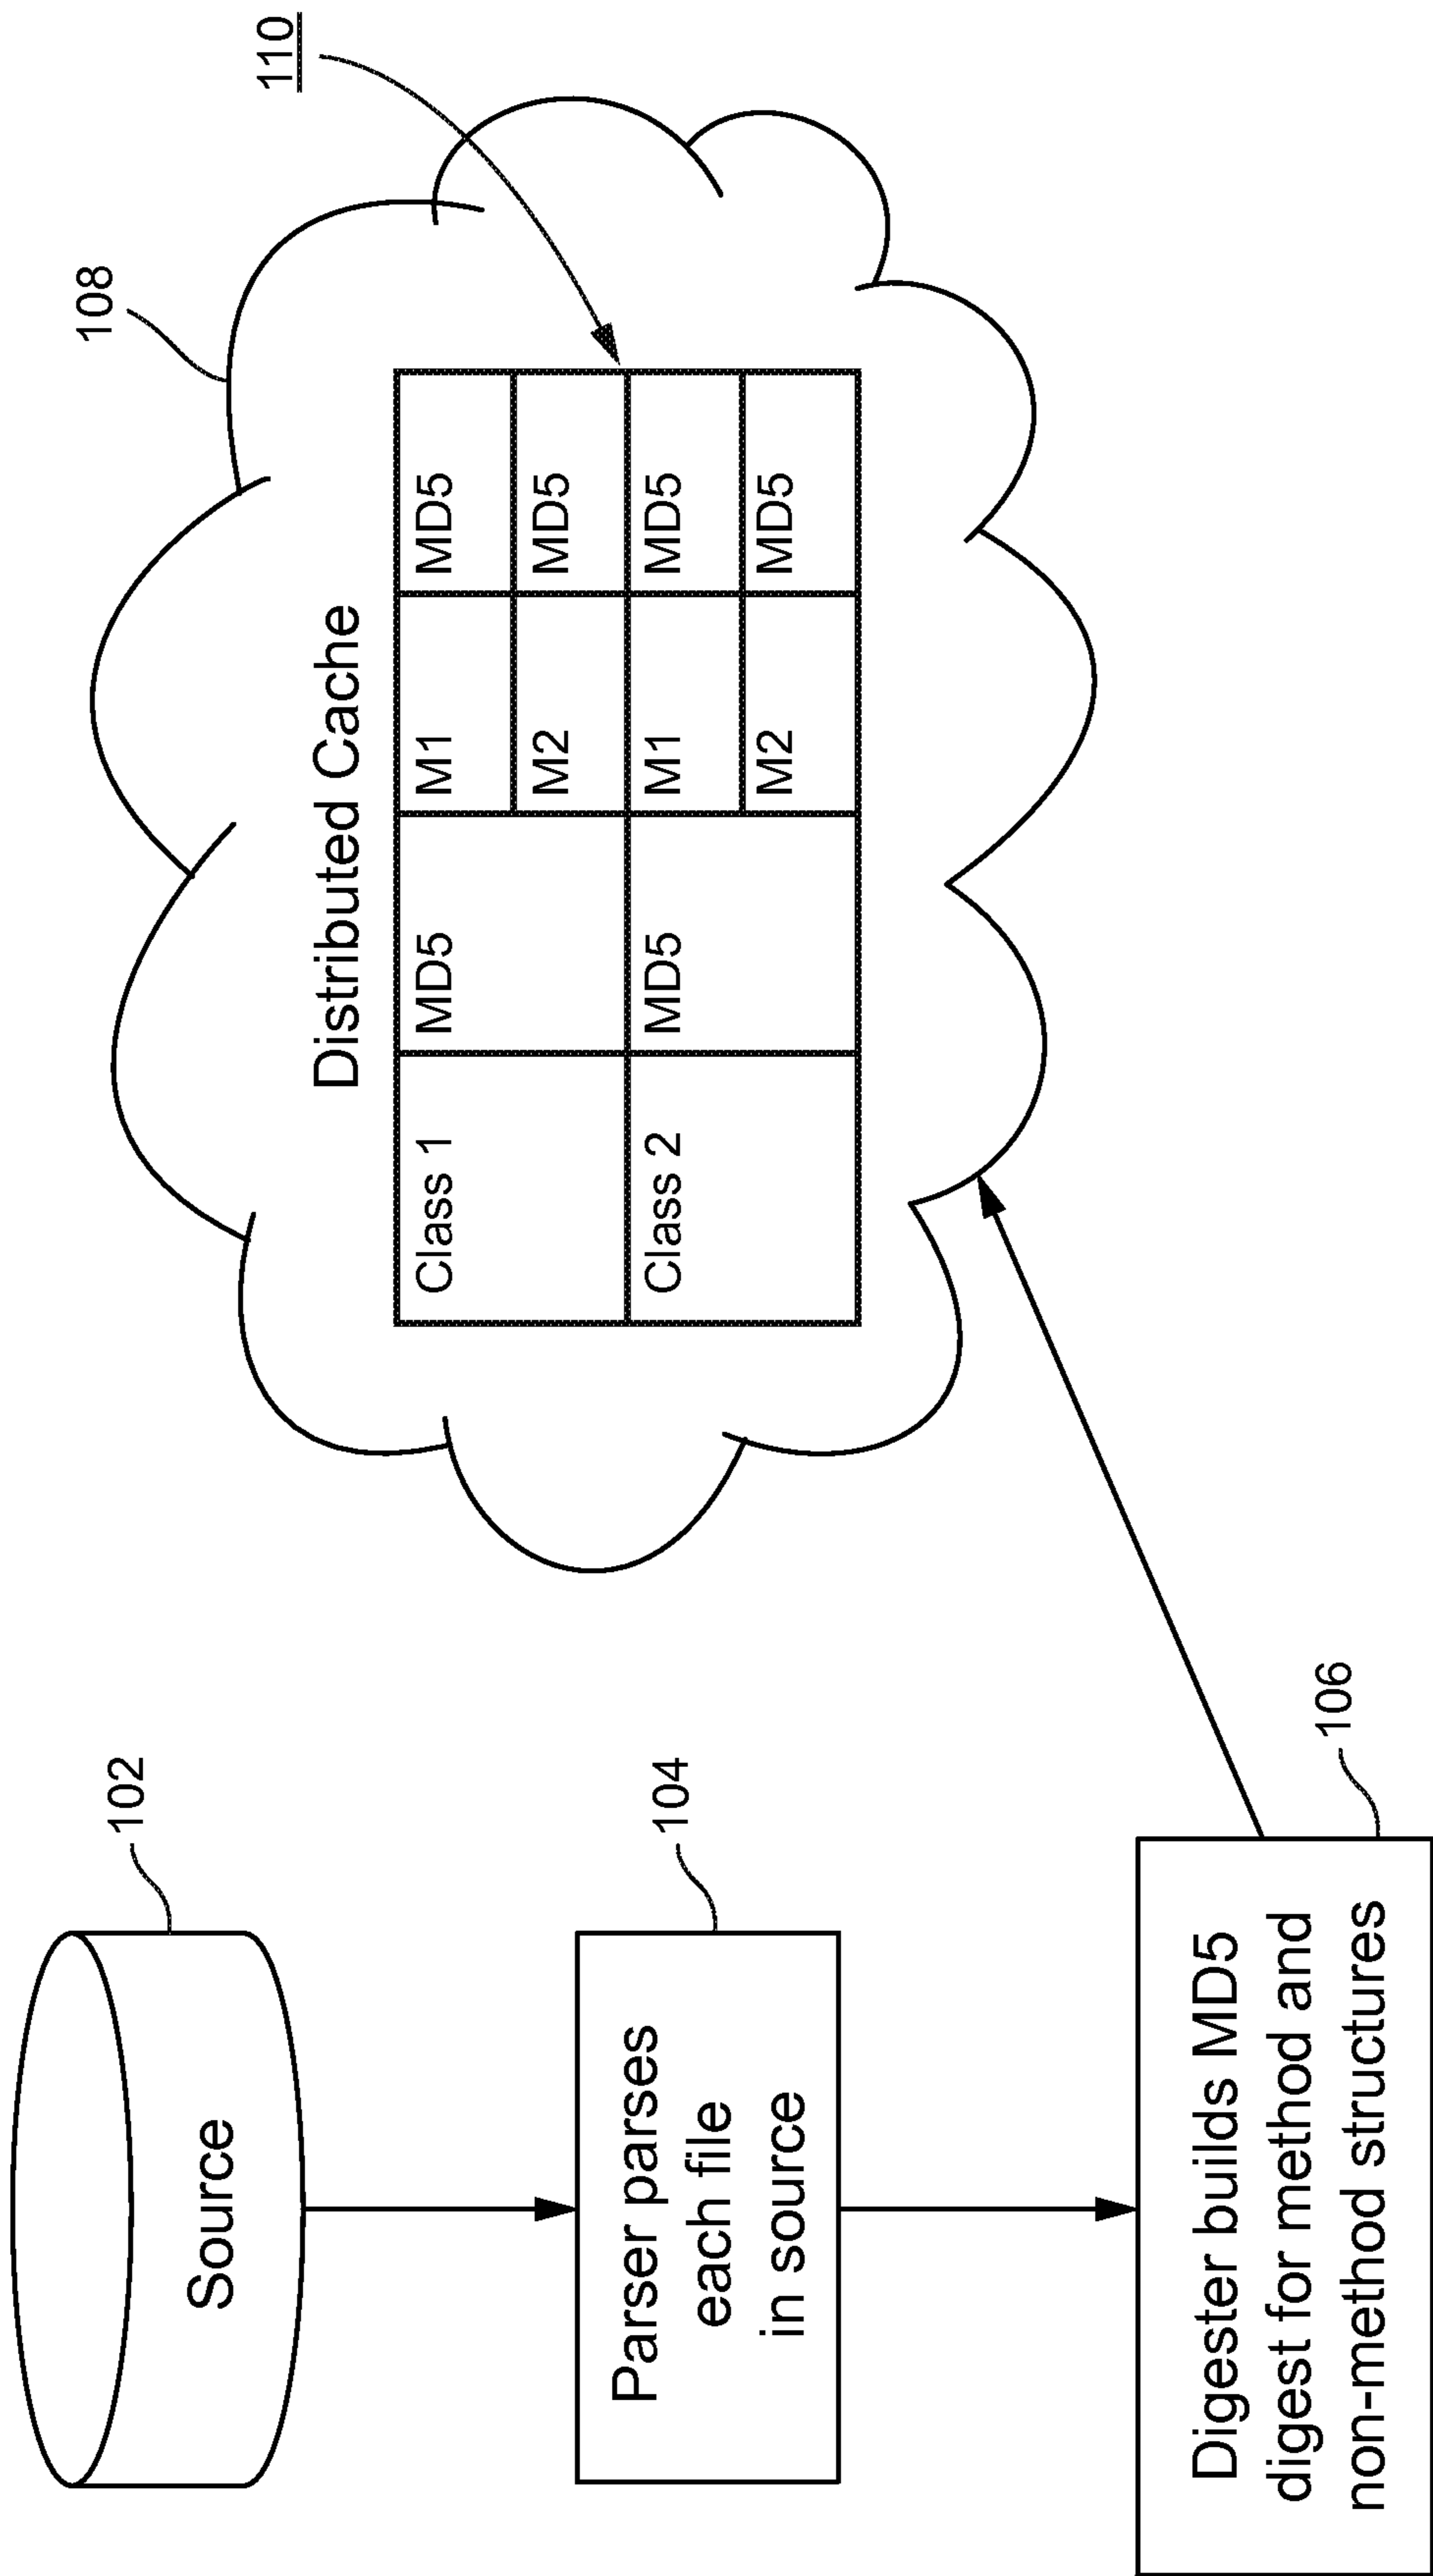 102
Source
104
Parser parses
each file
in source
106
Digester builds MD5
digest for method and
non-method structures
108
110
Distributed Cache
Class 1 MD5 M1 MD5
M2 MD5
Class 2 MD5 M1 MD5
M2 MD5